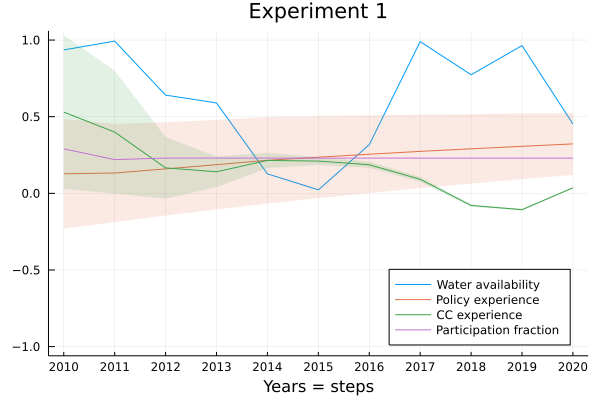 Experiment 1
1.0
0.5
0.0
−0.5
−1.0
Water availability
Policy experience
CC experience
Participation fraction
2010 2011 2012 2013 2014 2015 2016 2017 2018 2019 2020
Years = steps